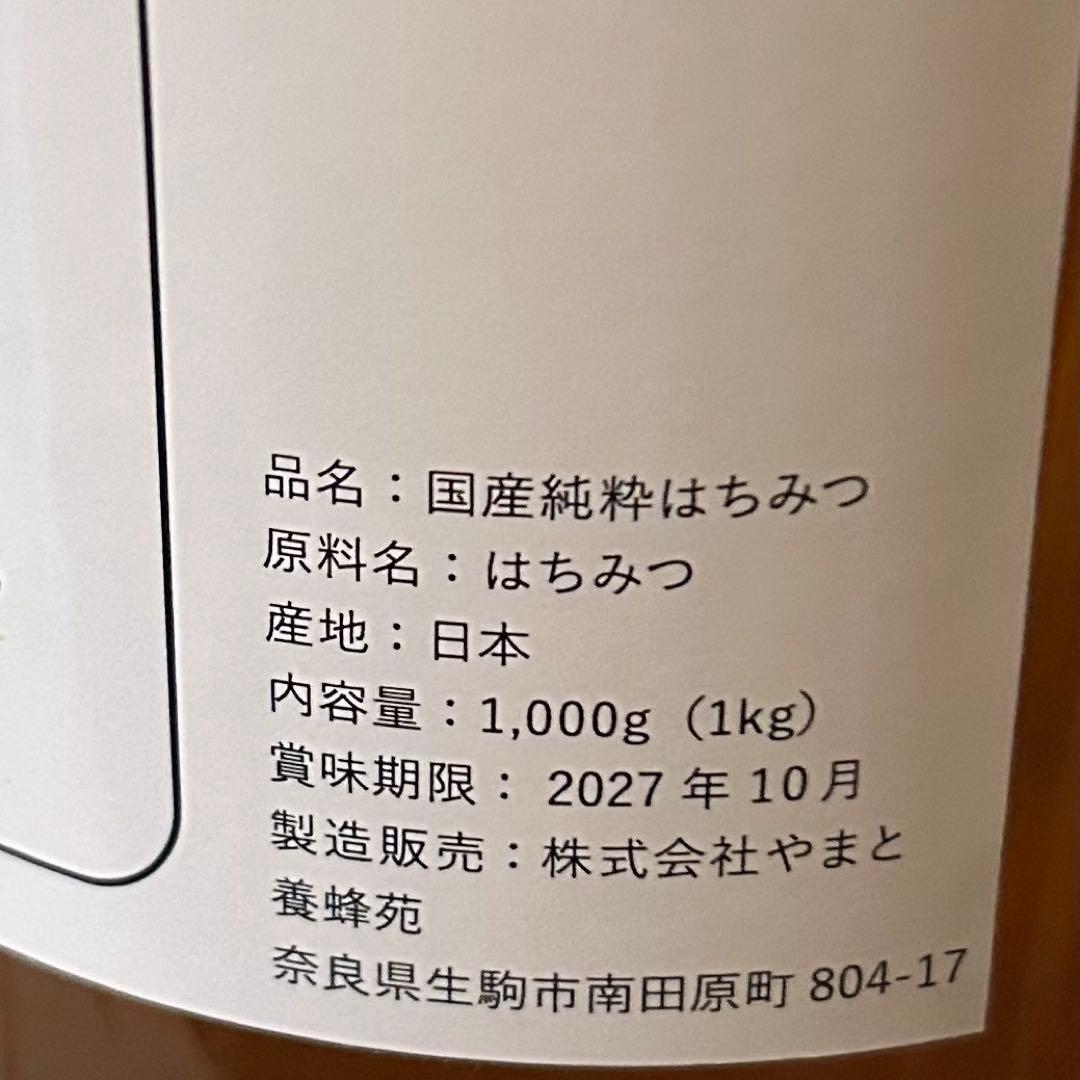 品名：国産純粋はちみつ
原料名：はちみつ
産地：日本
内容量：1,000g（1kg）
賞味期限： 2027 年 10 月
製造販売：株式会社やまと
養蜂苑
奈良県生駒市南田原町 804-17